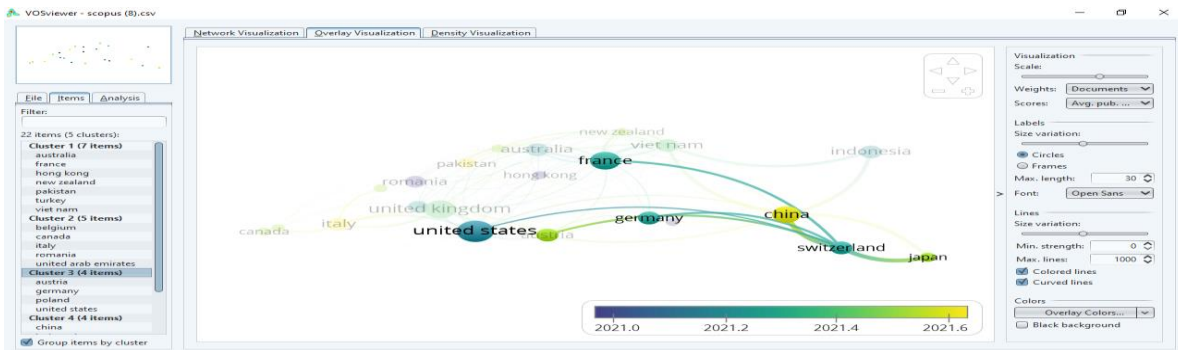 VOSviewer - scopus (8).csv
Network Visualization Overlay Visualization Density Visualization
File Items Analysis
Filter:
22 items (5 clusters):
Cluster 1 (7 items)
australia
france
hong kong
new zealand
pakistan
turkey
viet nam
Cluster 2 (5 items)
belgium
canada
italy
romania
united arab emirates
Cluster 3 (4 items)
austria
germany
poland
united states
Cluster 4 (4 items)
china
Group items by cluster
new zealand
australia
viet nam
indonesia
france
pakistan
hong kong
romania
united kingdom
china
germany
italy
canada
united states
austria
switzerland
japan
2021.0 2021.2 2021.4 2021.6
Visualization
Scale:
Weights: Documents
Scores: Avg. pub. ...
Labels
Size variation:
Circles
Frames
Max. length: 30
Font: Open Sans
Lines
Size variation:
Min. strength: 0
Max. lines: 1000
Colored lines
Curved lines
Colors
Overlay Colors...
Black background